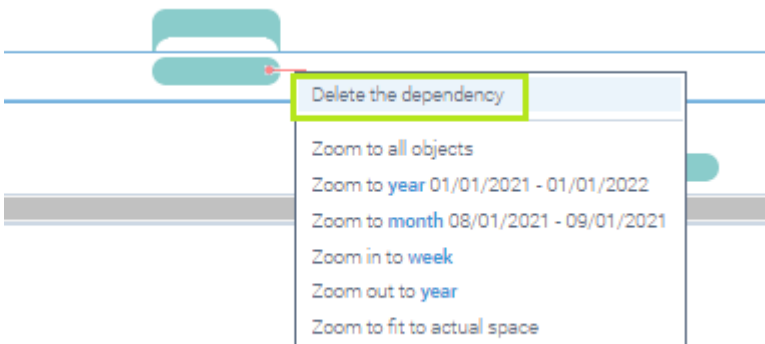 Delete the dependency
Zoom to all objects
Zoom to year 01/01/2021 - 01/01/2022
Zoom to month 08/01/2021 - 09/01/2021
Zoom in to week
Zoom out to year
Zoom to fit to actual space